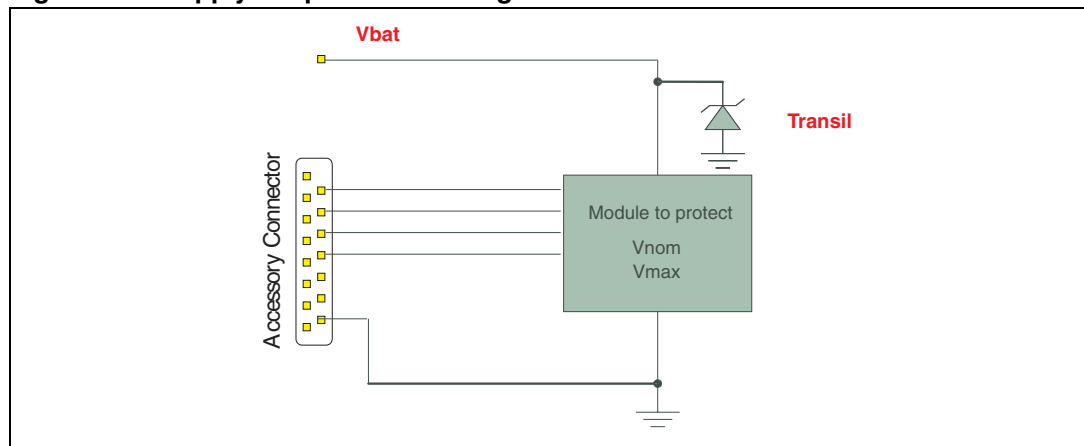 Vbat
Transil
Accessory Connector
Module to protect
Vnom
Vmax